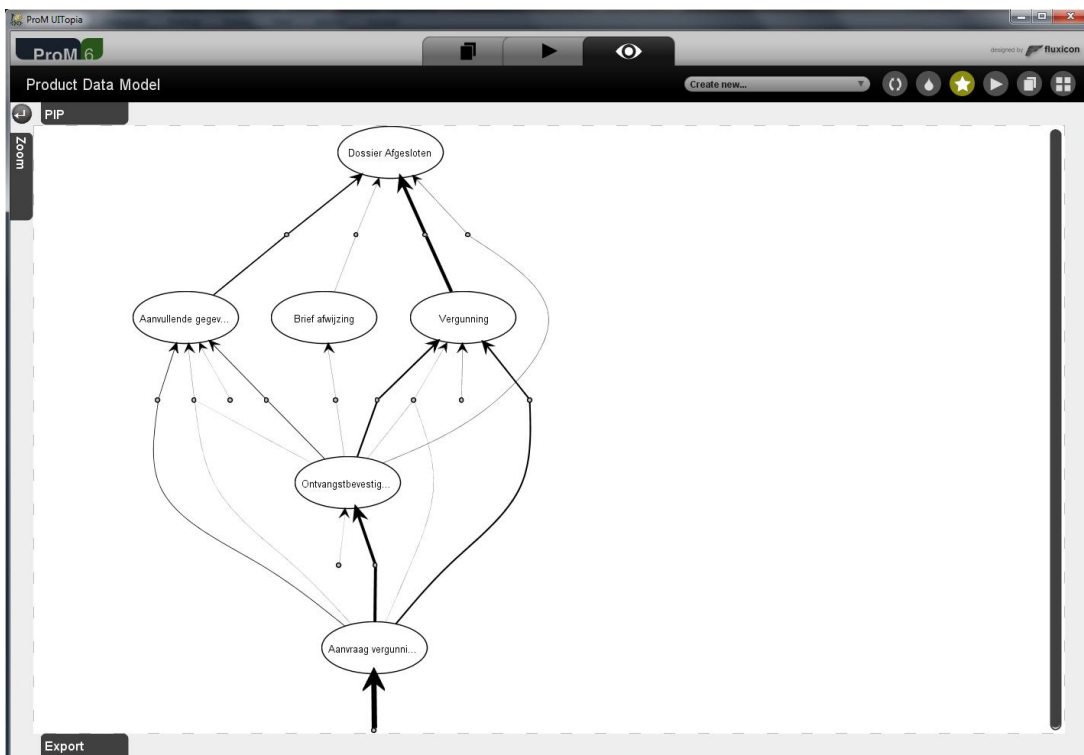 ProM UITopia
ProM 6
designed by fluxicon
Product Data Model
Create new...
PIP
Zoom
Dossier Afgesloten
Aanvullende gegev...
Brief afwijzing
Vergunning
Ontvangstbevestig...
Aanvraag vergunni...
Export